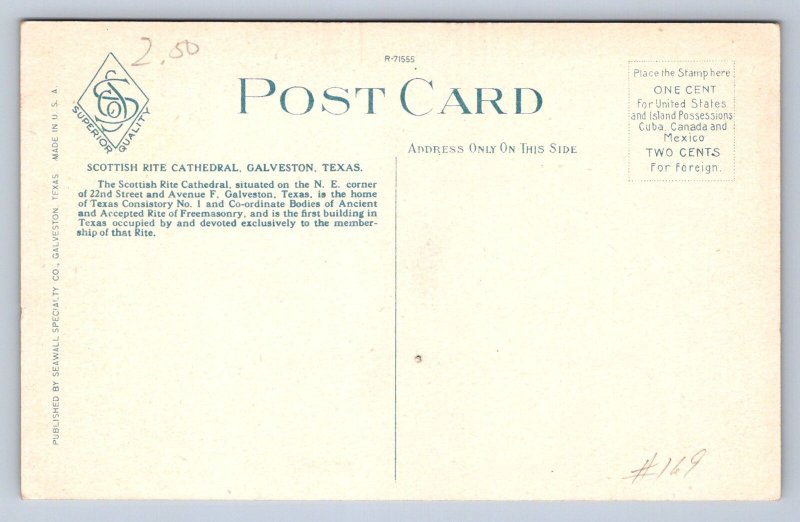 2.50
R-71555
POST CARD
SUPERIOR QUALITY
ADDRESS ONLY ON THIS SIDE
Place the Stamp here
ONE CENT
for United States
and Island Possessions
Cuba, Canada and
Mexico
TWO CENTS
For Foreign.
SCOTTISH RITE CATHEDRAL, GALVESTON, TEXAS.
The Scottish Rite Cathedral, situated on the N. E. corner
of 22nd Street and Avenue F, Galveston, Texas, is the home
of Texas Consistory No. 1 and Co-ordinate Bodies of Ancient
and Accepted Rite of Freemasonry, and is the first building in
Texas occupied by and devoted exclusively to the member-
ship of that Rite.
PUBLISHED BY SEAWALL SPECIALTY CO., GALVESTON, TEXAS  MADE IN U. S. A.
#169